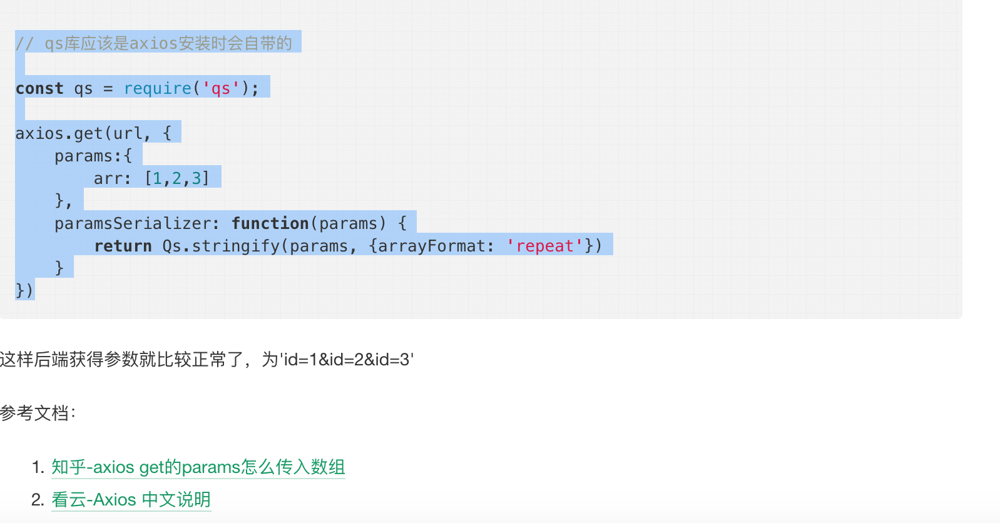 // qs库应该是axios安装时会自带的
const qs = require('qs');
axios.get(url, {
    params:{
        arr: [1,2,3]
    },
    paramsSerializer: function(params) {
        return Qs.stringify(params, {arrayFormat: 'repeat'})
    }
})
这样后端获得参数就比较正常了，为'id=1&id=2&id=3'
参考文档：
1. 知乎-axios get的params怎么传入数组
2. 看云-Axios 中文说明